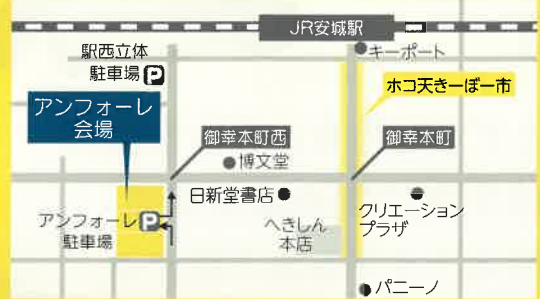 JR安城駅
キーポート
駅西立体
駐車場 P
ホコ天きーぼー市
アンフォーレ
会場
御幸本町西
御幸本町
博文堂
日新堂書店
クリエーション
プラザ
アンフォーレ P
駐車場
へきしん
本店
パニーノ